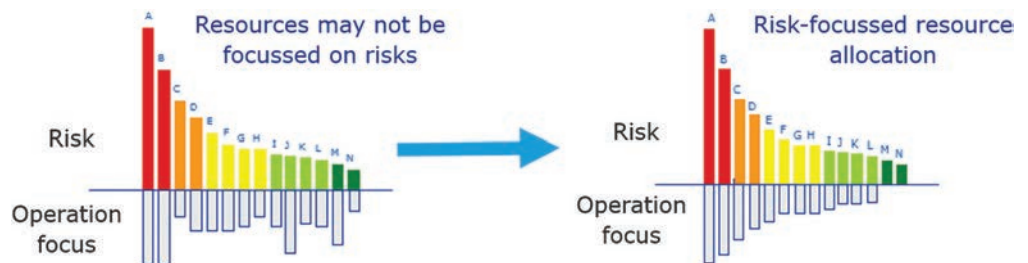 Resources may not be
focussed on risks
A
B
C
D
E
F
G
H
I
J
K
L
M
N
Risk
Operation
focus
Risk-focussed resource
allocation
A
B
C
D
E
F
G
H
I
J
K
L
M
N
Risk
Operation
focus